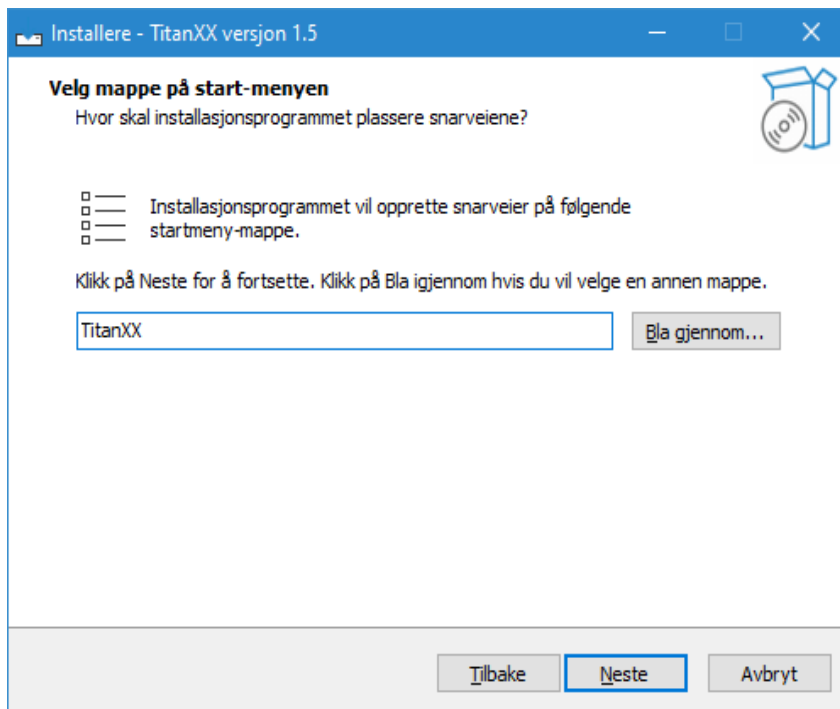 Installere - TitanXX versjon 1.5
Velg mappe på start-menyen
Hvor skal installasjonsprogrammet plassere snarveiene?
Installasjonsprogrammet vil opprette snarveier på følgende
startmeny-mappe.
Klikk på Neste for å fortsette. Klikk på Bla igjennom hvis du vil velge en annen mappe.
TitanXX
Bla gjennom...
Tilbake
Neste
Avbryt